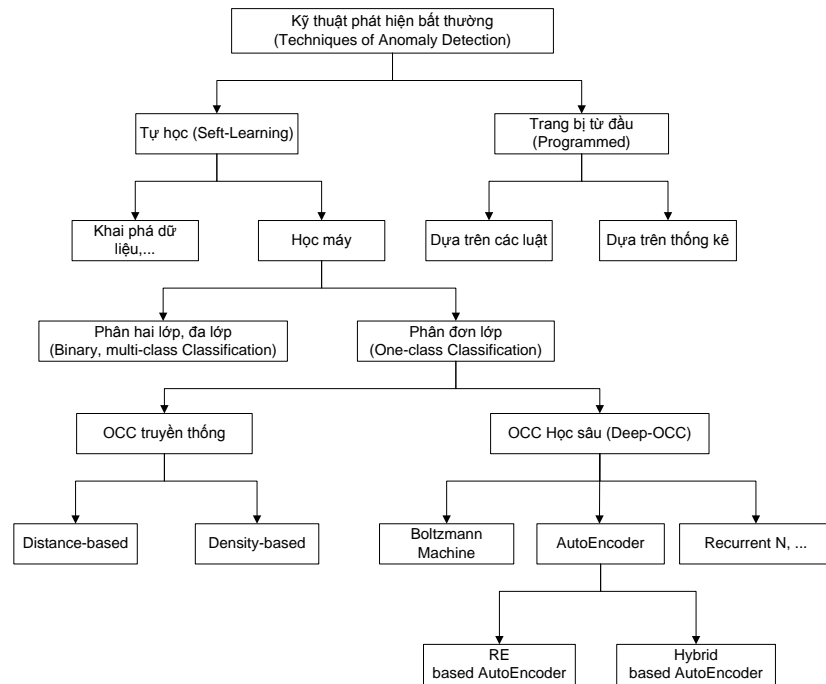 Kỹ thuật phát hiện bất thường
(Techniques of Anomaly Detection)
Tự học (Seft-Learning)
Trang bị từ đầu
(Programmed)
Khai phá dữ
liệu,...
Học máy
Dựa trên các luật
Dựa trên thống kê
Phân hai lớp, đa lớp
(Binary, multi-class Classification)
Phân đơn lớp
(One-class Classification)
OCC truyền thống
OCC Học sâu (Deep-OCC)
Distance-based
Density-based
Boltzmann
Machine
AutoEncoder
Recurrent N, ...
RE
based AutoEncoder
Hybrid
based AutoEncoder